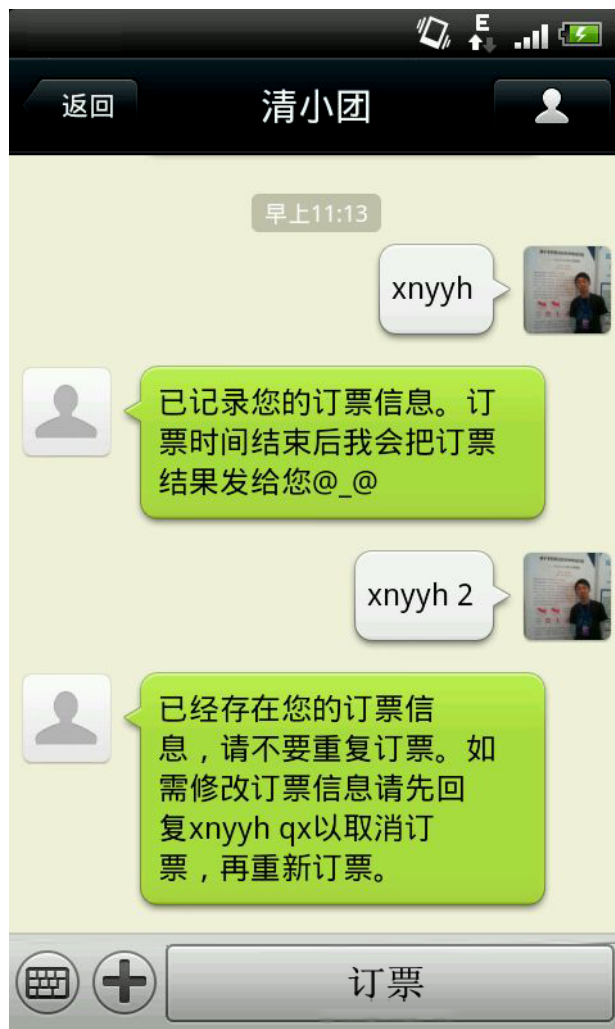 E
返回
清小团
早上11:13
xnyyh
已记录您的订票信息。订
票时间结束后我会把订票
结果发给您@_@
xnyyh 2
已经存在您的订票信
息，请不要重复订票。如
需修改订票信息请先回
复xnyyh qx以取消订
票，再重新订票。
订票